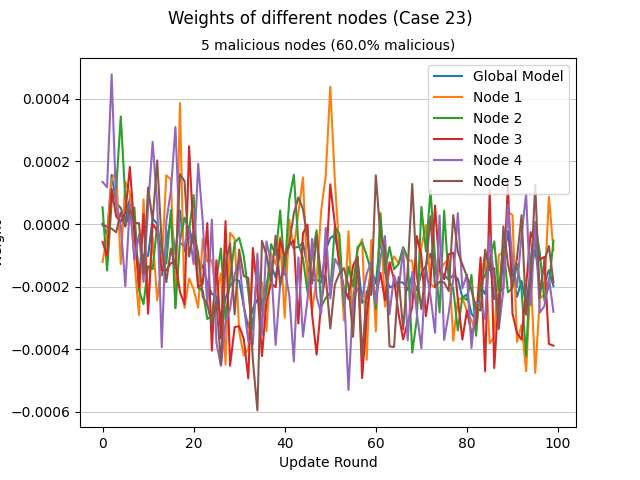 Weights of different nodes (Case 23)
5 malicious nodes (60.0% malicious)
Global Model
Node 1
Node 2
Node 3
Node 4
Node 5
0.0004
0.0002
0.0000
−0.0002
−0.0004
−0.0006
0 20 40 60 80 100
Update Round